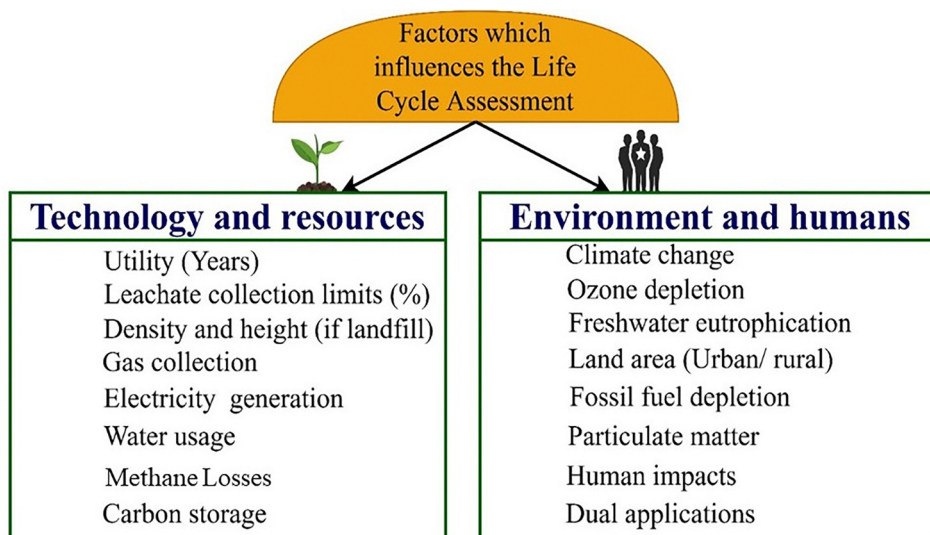 Factors which
influences the Life
Cycle Assessment
Technology and resources
Utility (Years)
Leachate collection limits (%)
Density and height (if landfill)
Gas collection
Electricity generation
Water usage
Methane Losses
Carbon storage
Environment and humans
Climate change
Ozone depletion
Freshwater eutrophication
Land area (Urban/ rural)
Fossil fuel depletion
Particulate matter
Human impacts
Dual applications